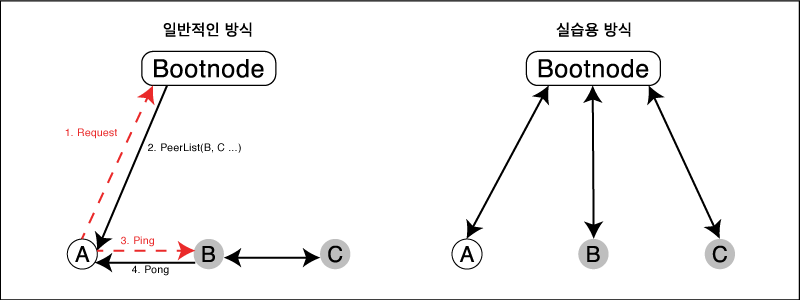 일반적인 방식
Bootnode
1. Request
2. PeerList(B, C ...)
3. Ping
A
B
C
4. Pong
실습용 방식
Bootnode
A
B
C